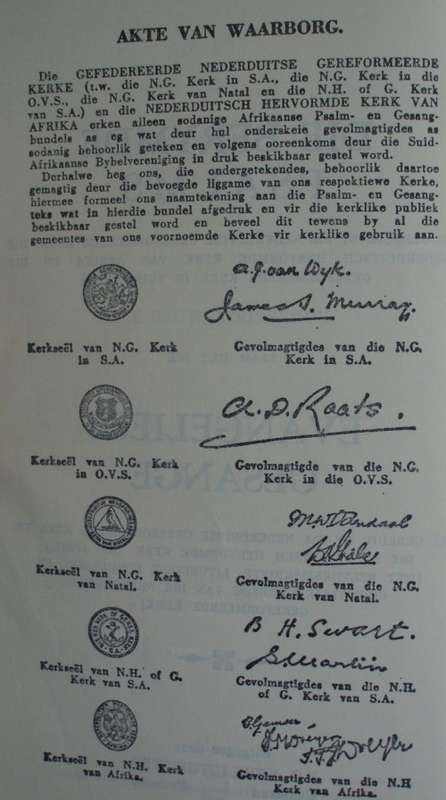 AKTE VAN WAARBORG.
Die GEFEDEREERDE NEDERDUITSE GEREFORMEERDE
KERKE (t.w. die N.G. Kerk in S.A., die N.G. Kerk in die
O.V.S., die N.G. Kerk van Natal en die N.H. of G. Kerk
van S.A.) en die NEDERDUITSCH HERVORMDE KERK VAN
AFRIKA erken alleen sodanige Afrikaanse Psalm- en Gesang-
bundels as eg wat deur hul onderskeie gevolmagtigdes as
sodanig behoorlik geteken en volgens ooreenkoms deur die Suid-
Afrikaanse Bybelvereniging in druk beskikbaar gestel word.
Derhalwe heg ons, die ondergetekendes, behoorlik daartoe
gemagtig deur die bevoegde liggame van ons respektiewe Kerke,
hiermee formeel ons naamtekening aan die Psalm- en Gesang-
teks wat in hierdie bundel afgedruk en vir die kerklike publiek
beskikbaar gestel word en beveel dit tewens by al die
gemeentes van ons voornoemde Kerke vir kerklike gebruik aan.
A.J. van Wyk.
James S. Murray
Kerkseël van N.G. Kerk
in S.A.
Gevolmagtigdes van die N.G.
Kerk in S.A.
A. D. Raats.
Kerkseël van N.G. Kerk
in O.V.S.
Gevolmagtigdes van die N.G.
Kerk in die O.V.S.
Kerkseël van N.G. Kerk
van Natal.
Gevolmagtigdes van die N.G.
Kerk van Natal.
B H. Swart.
Kerkseël van N.H. of G.
Kerk van S.A.
Gevolmagtigdes van die N.H.
of G. Kerk van S.A.
Kerkseël van N.H. Kerk
van Afrika.
Gevolmagtigdes van die N.H
Kerk van Afrika.